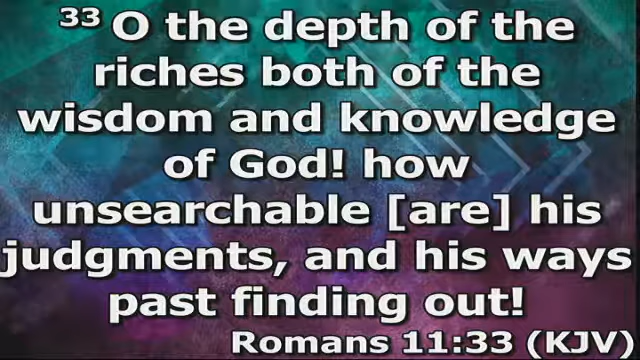 33 O the depth of the
riches both of the
wisdom and knowledge
of God! how
unsearchable [are] his
judgments, and his ways
past finding out!
Romans 11:33 (KJV)